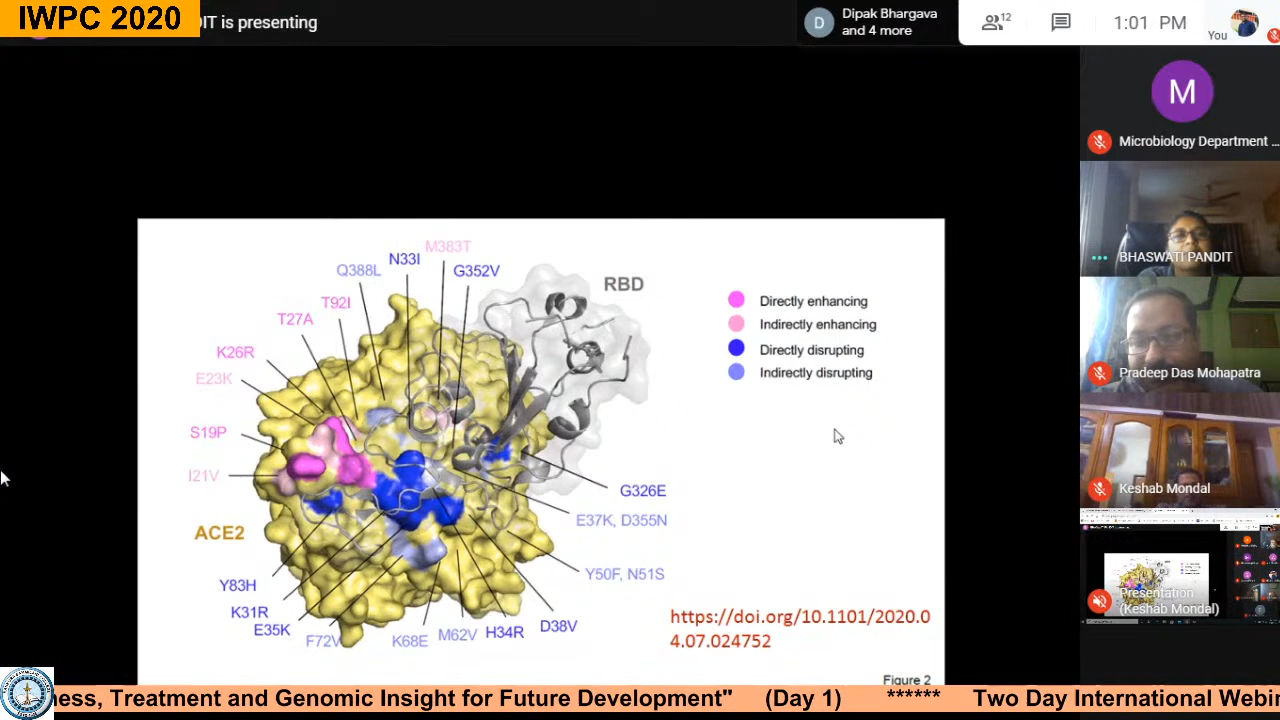 IWPC 2020
DIT is presenting
D
Dipak Bhargava
and 4 more
12
1:01 PM
You
M
Microbiology Department ...
BHASWATI PANDIT
Pradeep Das Mohapatra
Keshab Mondal
Presentation
(Keshab Mondal)
M383T
N33I
Q388L
G352V
RBD
T92I
T27A
K26R
E23K
S19P
I21V
ACE2
Directly enhancing
Indirectly enhancing
Directly disrupting
Indirectly disrupting
G326E
E37K, D355N
Y50F, N51S
Y83H
K31R
E35K
F72V
K68E
M62V
H34R
D38V
https://doi.org/10.1101/2020.0
4.07.024752
Figure 2
ness, Treatment and Genomic Insight for Future Development" (Day 1) ****** Two Day International Webi